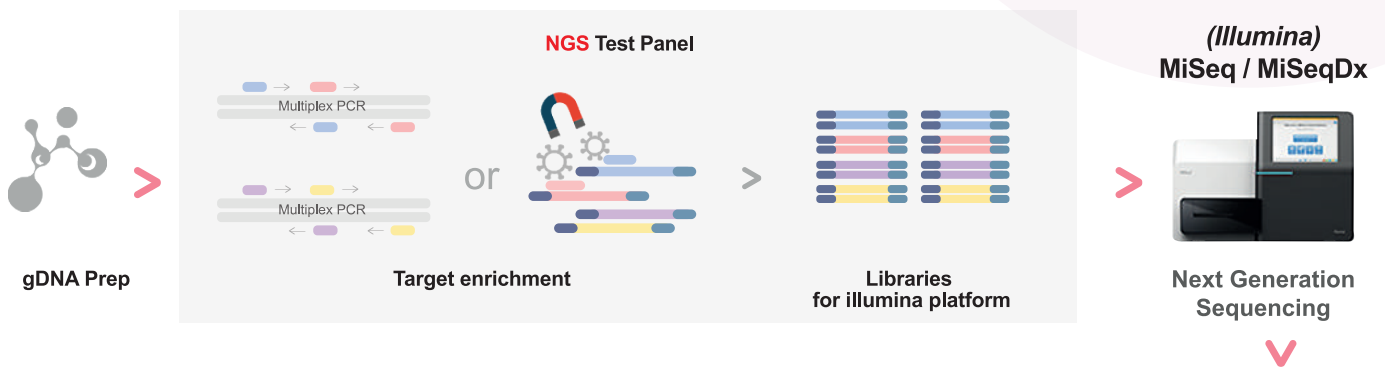 NGS Test Panel
(Illumina)
MiSeq / MiSeqDx
Multiplex PCR
or
Multiplex PCR
gDNA Prep
Target enrichment
Libraries
for illumina platform
Next Generation
Sequencing